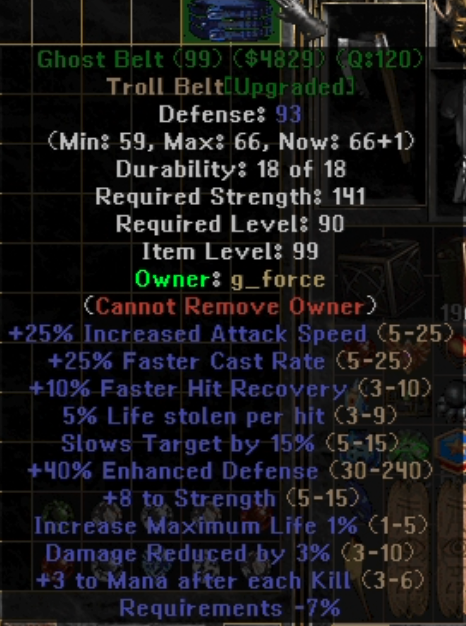 Ghost Belt (99) ($4829) (Q:120)
Troll Belt[Upgraded]
Defense: 93
(Min: 59, Max: 66, Now: 66+1)
Durability: 18 of 18
Required Strength: 141
Required Level: 90
Item Level: 99
Owner: g_force
(Cannot Remove Owner)
+25% Increased Attack Speed (5-25)
+25% Faster Cast Rate (5-25)
+10% Faster Hit Recovery (3-10)
5% Life stolen per hit (3-9)
Slows Target by 15% (5-15)
+40% Enhanced Defense (30-240)
+8 to Strength (5-15)
Increase Maximum Life 1% (1-5)
Damage Reduced by 3% (3-10)
+3 to Mana after each Kill (3-6)
Requirements -7%